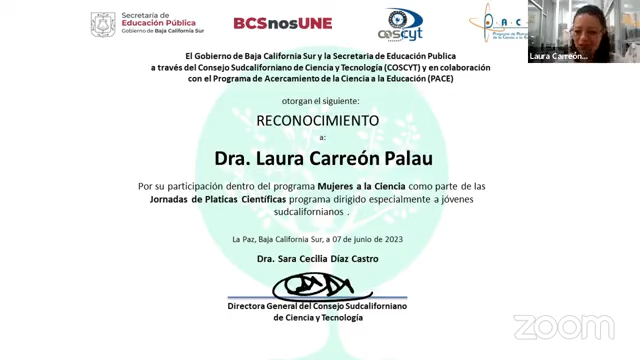 Secretaría de
Educación Pública
Gobierno de Baja California Sur
BCSnosUNE
coscyt
PACE
Laura Carreón...
El Gobierno de Baja California Sur y la Secretaria de Educación Publica
a través del Consejo Sudcaliforniano de Ciencia y Tecnología (COSCYT) y en colaboración
con el Programa de Acercamiento de la Ciencia a la Educación (PACE)
otorgan el siguiente:
RECONOCIMIENTO
a:
Dra. Laura Carreón Palau
Por su participación dentro del programa Mujeres a la Ciencia como parte de las
Jornadas de Platicas Científicas programa dirigido especialmente a jóvenes
sudcalifornianos .
La Paz, Baja California Sur, a 07 de junio de 2023
Dra. Sara Cecilia Díaz Castro
Directora General del Consejo Sudcaliforniano
de Ciencia y Tecnología
zoom